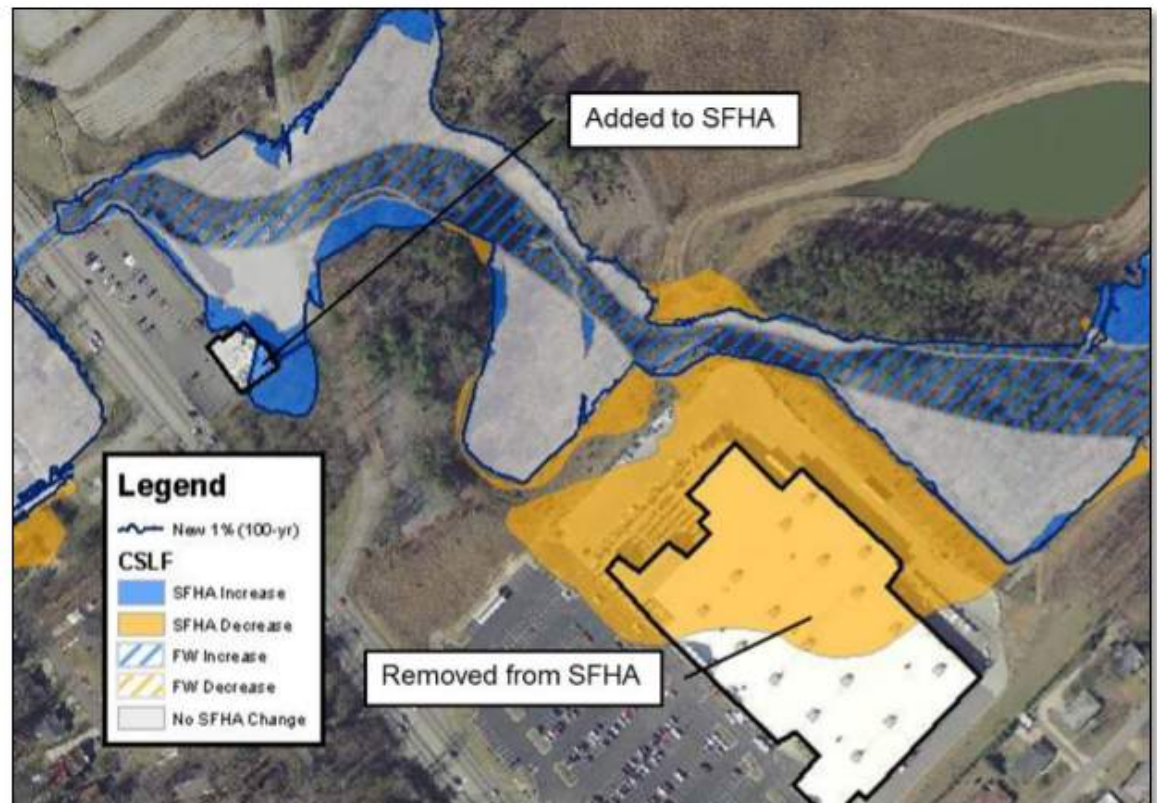 Added to SFHA
Legend
New 1% (100-yr)
CSLF
SFHA Increase
SFHA Decrease
FW Increase
FW Decrease
No SFHA Change
Removed from SFHA